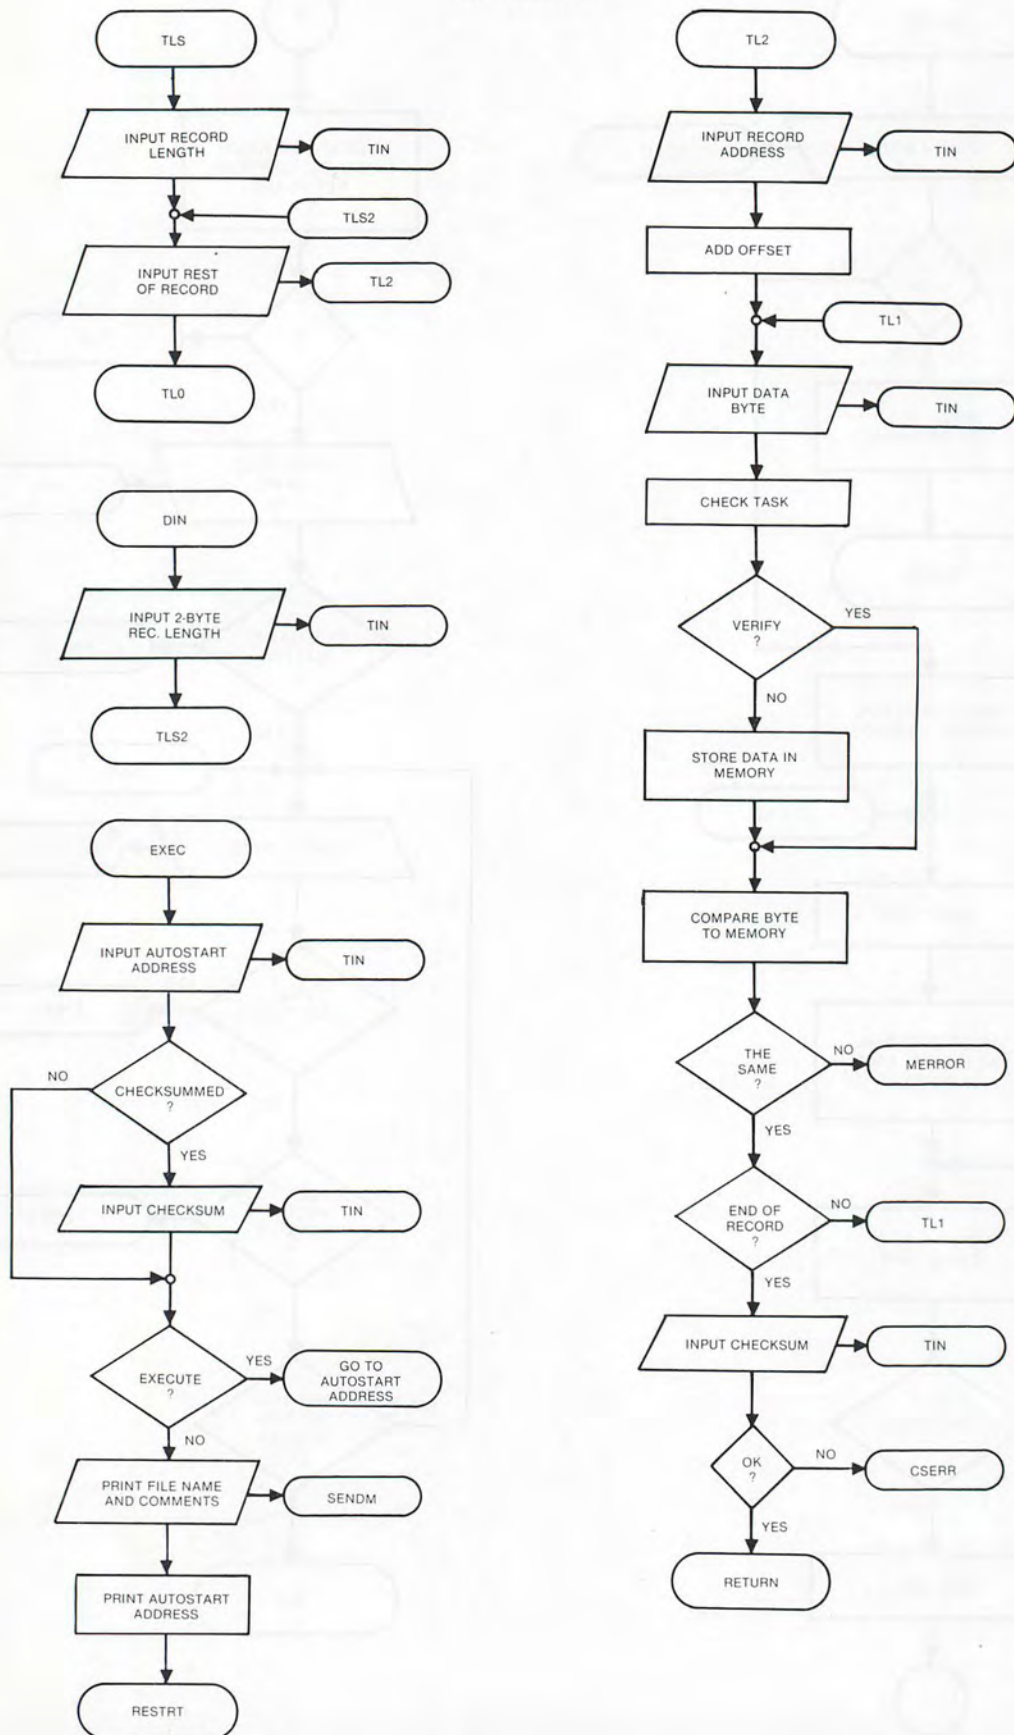 TLS
INPUT RECORD
LENGTH
TIN
TLS2
INPUT REST
OF RECORD
TL2
TL0
DIN
INPUT 2-BYTE
REC. LENGTH
TIN
TLS2
EXEC
INPUT AUTOSTART
ADDRESS
TIN
NO
CHECKSUMMED
?
YES
INPUT CHECKSUM
TIN
EXECUTE
?
YES
GO TO
AUTOSTART
ADDRESS
NO
PRINT FILE NAME
AND COMMENTS
SENDM
PRINT AUTOSTART
ADDRESS
RESTRT
TL2
INPUT RECORD
ADDRESS
TIN
ADD OFFSET
TL1
INPUT DATA
BYTE
TIN
CHECK TASK
VERIFY
?
YES
NO
STORE DATA IN
MEMORY
COMPARE BYTE
TO MEMORY
THE
SAME
?
NO
MERROR
YES
END OF
RECORD
?
NO
TL1
YES
INPUT CHECKSUM
TIN
OK
?
NO
CSERR
YES
RETURN